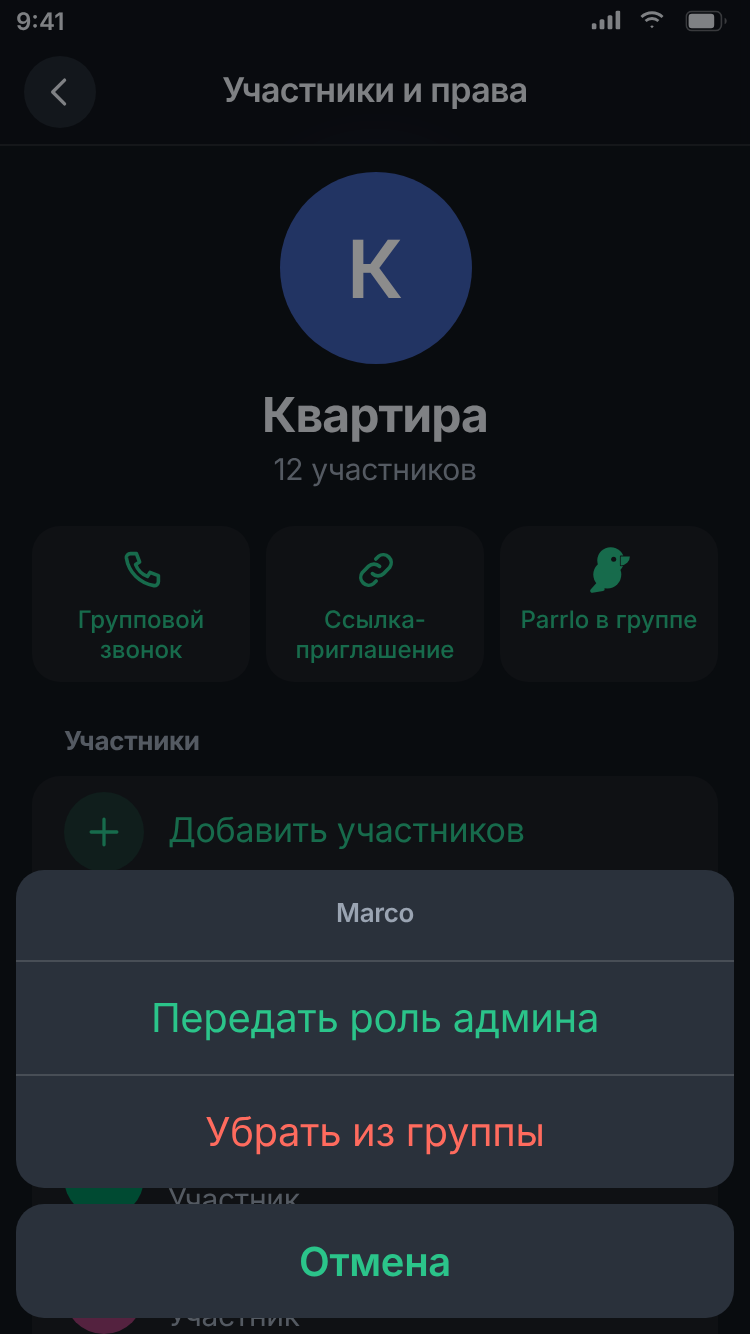 9:41
Участники и права
К
Квартира
12 участников
Групповой
звонок
Ссылка-
приглашение
Parrlo в группе
Участники
Добавить участников
Marco
Передать роль админа
Убрать из группы
Участник
Отмена
Участник